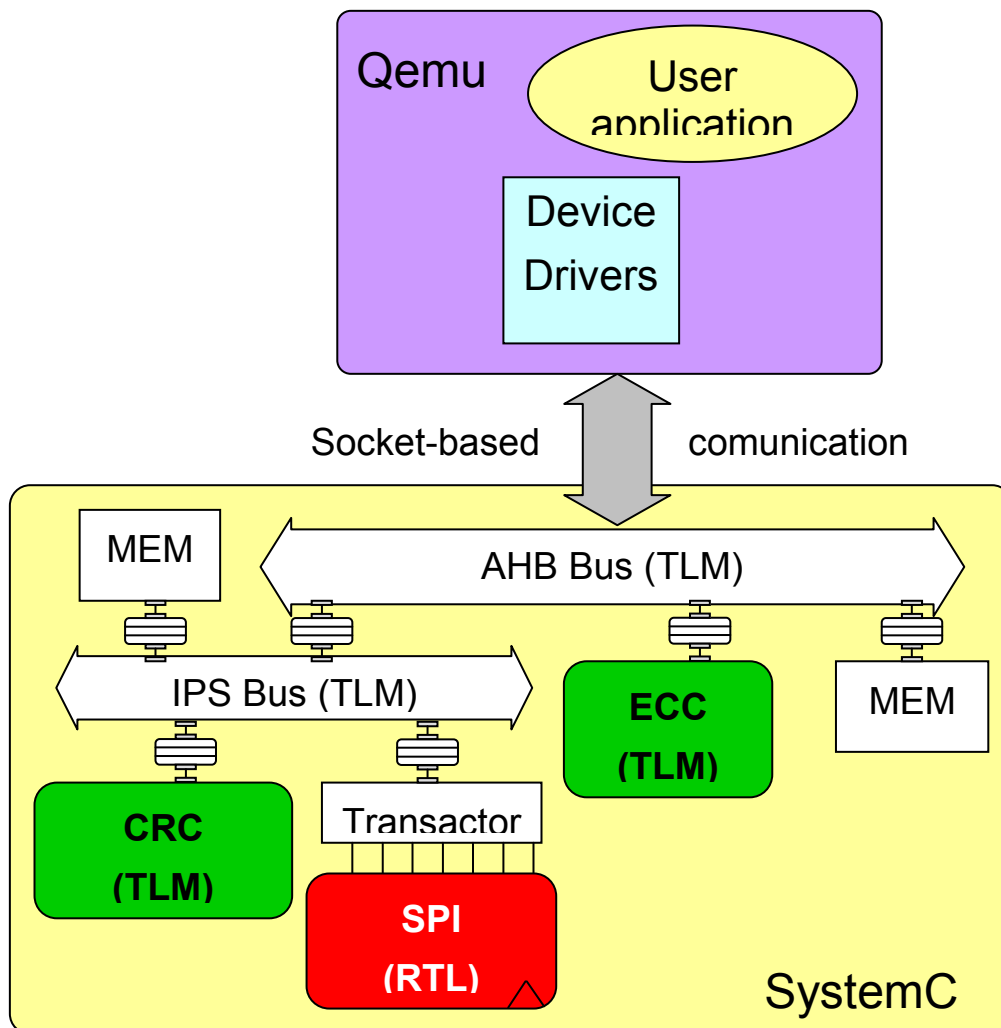 Qemu
User
application
Device
Drivers
Socket-based comunication
MEM
AHB Bus (TLM)
IPS Bus (TLM)
ECC
(TLM)
MEM
CRC
(TLM)
Transactor
SPI
(RTL)
SystemC